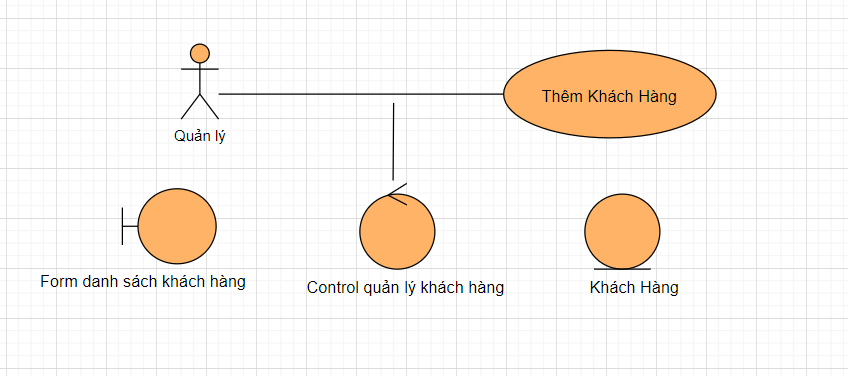 Thêm Khách Hàng
Quản lý
Form danh sách khách hàng
Control quản lý khách hàng
Khách Hàng